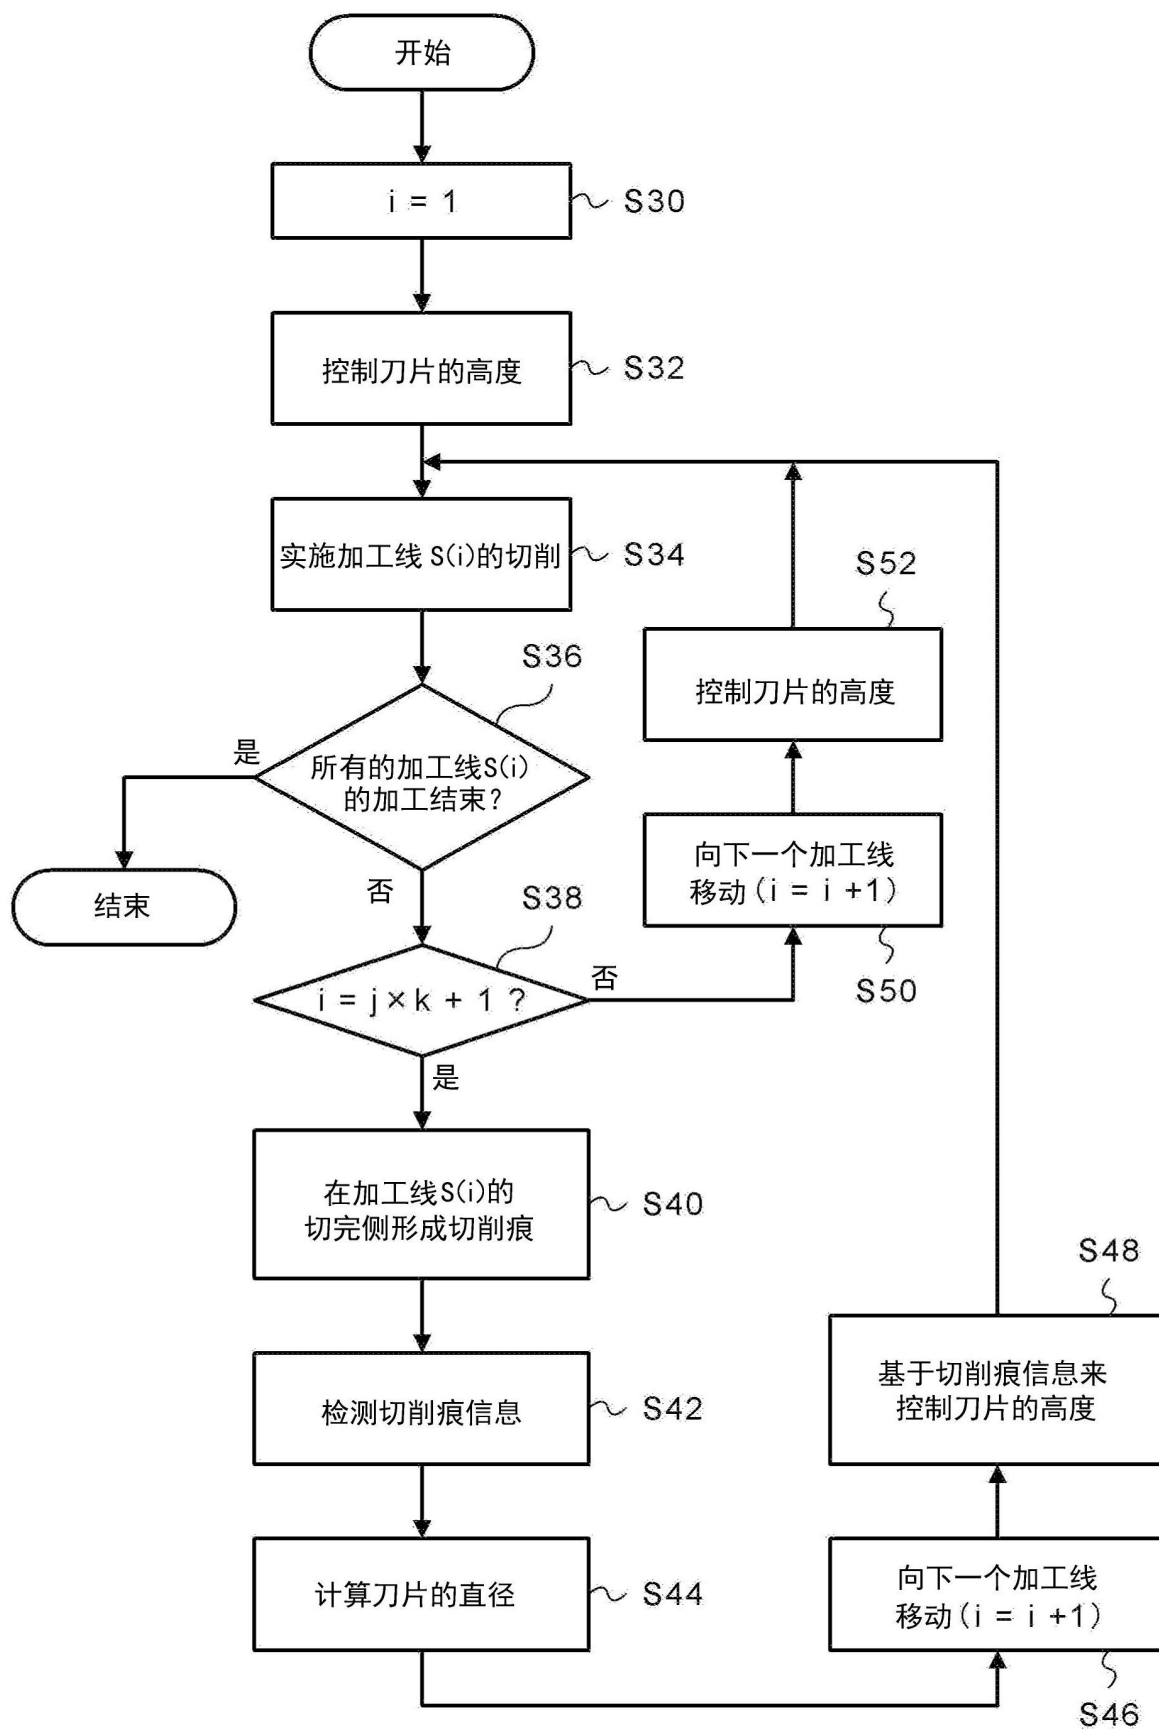 开始
i = 1
S30
控制刀片的高度
S32
实施加工线 S(i)的切削
S34
S52
控制刀片的高度
S36
是
所有的加工线S(i)
的加工结束?
向下一个加工线
移动(i = i +1)
S50
结束
否
S38
i = j×k + 1 ?
否
是
在加工线S(i)的
切完侧形成切削痕
S40
检测切削痕信息
S42
S48
基于切削痕信息来
控制刀片的高度
计算刀片的直径
S44
向下一个加工线
移动(i = i +1)
S46